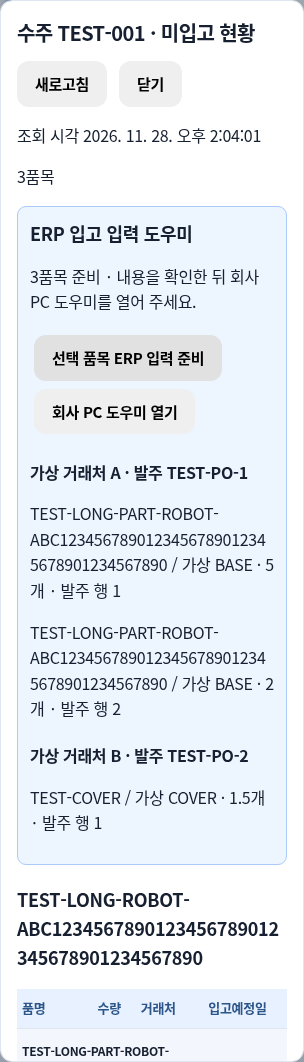 수주 TEST-001 · 미입고 현황
새로고침
닫기
조회 시각 2026. 11. 28. 오후 2:04:01
3품목
ERP 입고 입력 도우미
3품목 준비 · 내용을 확인한 뒤 회사
PC 도우미를 열어 주세요.
선택 품목 ERP 입력 준비
회사 PC 도우미 열기
가상 거래처 A · 발주 TEST-PO-1
TEST-LONG-PART-ROBOT-
ABC123456789012345678901234
5678901234567890 / 가상 BASE · 5
개 · 발주 행 1
TEST-LONG-PART-ROBOT-
ABC123456789012345678901234
5678901234567890 / 가상 BASE · 2
개 · 발주 행 2
가상 거래처 B · 발주 TEST-PO-2
TEST-COVER / 가상 COVER · 1.5개
· 발주 행 1
TEST-LONG-ROBOT-
ABC1234567890123456789012
345678901234567890
품명 수량 거래처 입고예정일
TEST-LONG-PART-ROBOT-